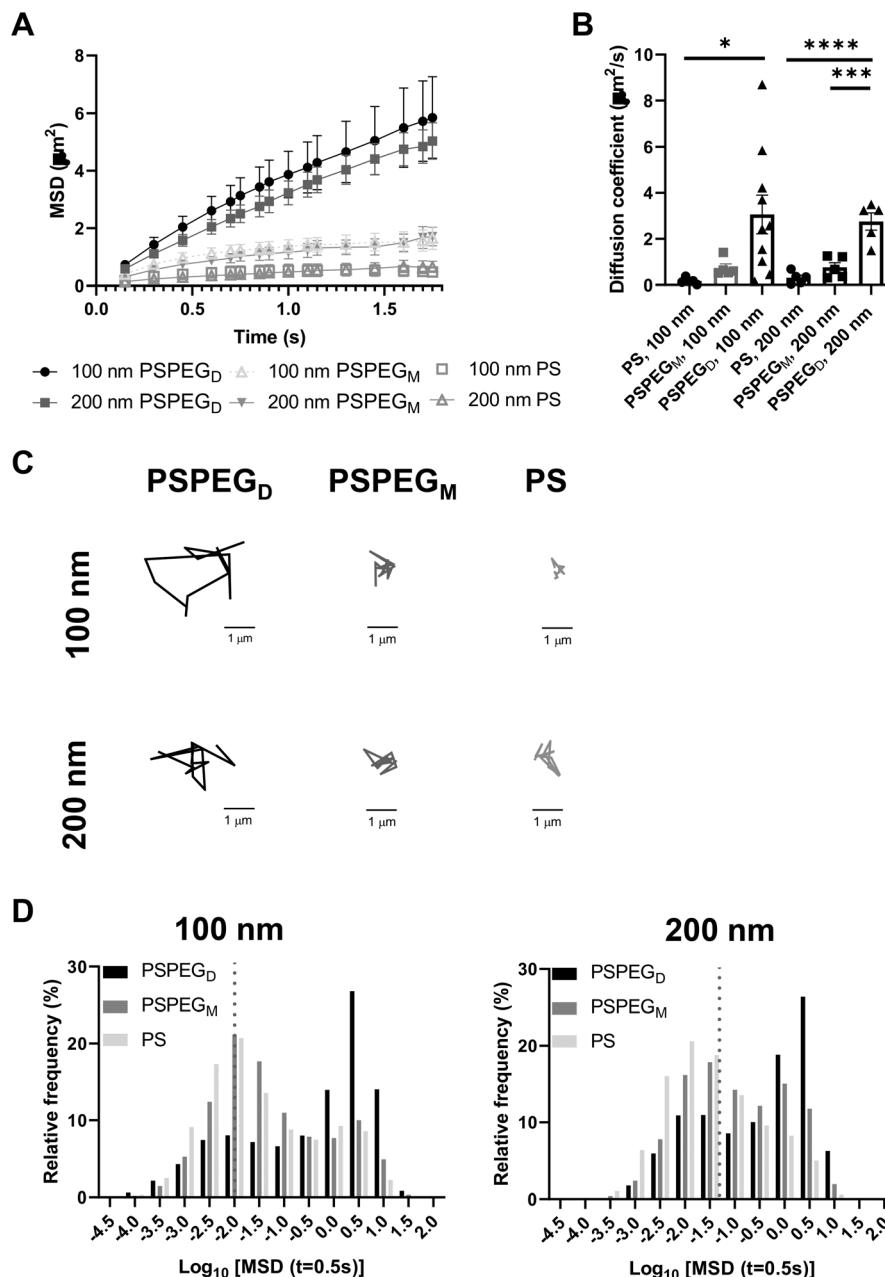 A
8
6
4
2
0
MSD (μm²)
0.0 0.5 1.0 1.5
Time (s)
100 nm PSPEG_D 100 nm PSPEG_M 100 nm PS
200 nm PSPEG_D 200 nm PSPEG_M 200 nm PS
B
* **** ***
10
8
6
4
2
0
PS, 100 nm
PSPEG_M, 100 nm
PSPEG_D, 100 nm
PS, 200 nm
PSPEG_M, 200 nm
PSPEG_D, 200 nm
C
PSPEG_D PSPEG_M PS
100 nm
1 μm 1 μm 1 μm
200 nm
1 μm 1 μm 1 μm
D
100 nm
PSPEG_D
PSPEG_M
PS
Relative frequency (%)
30
20
10
0
-4.5 -4.0 -3.5 -3.0 -2.5 -2.0 -1.5 -1.0 -0.5 0.0 0.5 1.0 1.5 2.0
Log₁₀ [MSD (t=0.5s)]
200 nm
PSPEG_D
PSPEG_M
PS
Relative frequency (%)
30
20
10
0
-4.5 -4.0 -3.5 -3.0 -2.5 -2.0 -1.5 -1.0 -0.5 0.0 0.5 1.0 1.5 2.0
Log₁₀ [MSD (t=0.5s)]